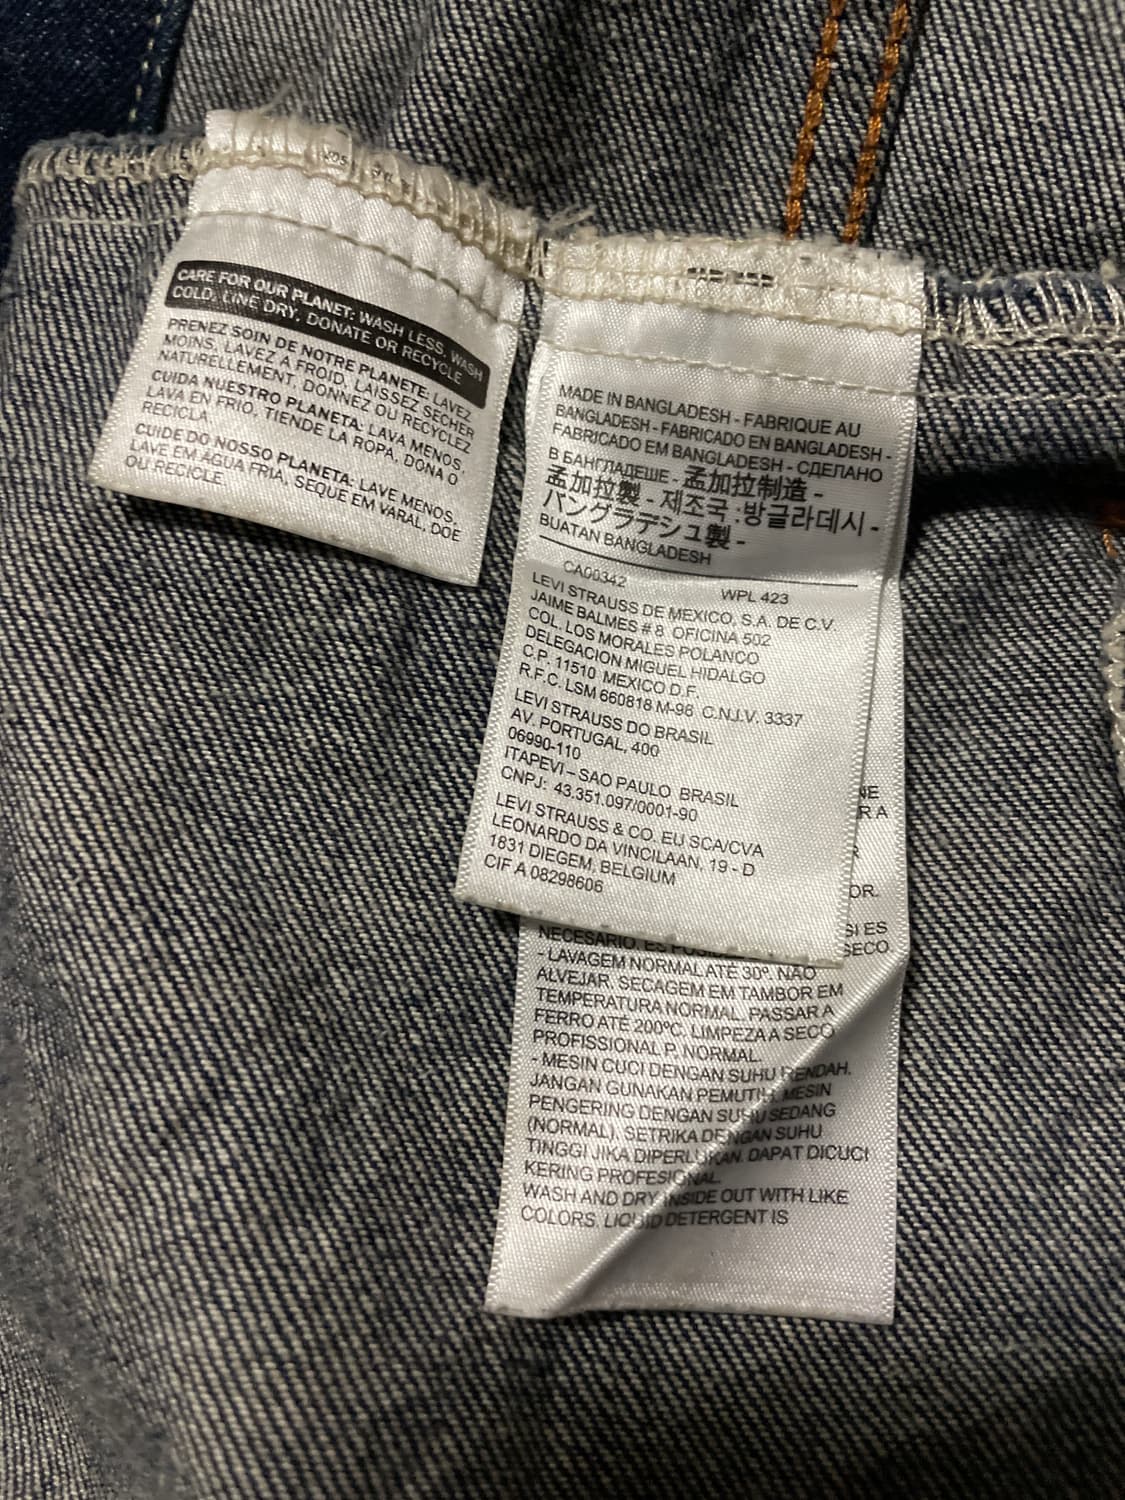 CARE FOR OUR PLANET: WASH LESS, WASH
COLD, LINE DRY, DONATE OR RECYCLE
PRENEZ SOIN DE NOTRE PLANETE: LAVEZ
MOINS, LAVEZ A FROID, LAISSEZ SECHER
NATURELLEMENT, DONNEZ OU RECYCLEZ
CUIDA NUESTRO PLANETA: LAVA MENOS,
LAVA EN FRIO, TIENDE LA ROPA, DONA O
RECICLA.
CUIDE DO NOSSO PLANETA: LAVE MENOS,
LAVE EM AGUA FRIA, SEQUE EM VARAL, DOE
OU RECICLE.
MADE IN BANGLADESH - FABRIQUE AU
BANGLADESH - FABRICADO EN BANGLADESH -
FABRICADO EM BANGLADESH - СДЕЛАНО
В БАНГЛАДЕШЕ - 孟加拉制造 -
孟加拉製 - 제조국 :방글라데시 -
バングラデシュ製 -
BUATAN BANGLADESH
CA00342 WPL 423
LEVI STRAUSS DE MEXICO, S.A. DE C.V.
JAIME BALMES # 8 OFICINA 502
COL. LOS MORALES POLANCO
DELEGACION MIGUEL HIDALGO
C.P. 11510 MEXICO D.F.
R.F.C. LSM 660818 M-96 C.N.I.V. 3337
LEVI STRAUSS DO BRASIL
AV. PORTUGAL, 400
06990-110
ITAPEVI – SAO PAULO BRASIL
CNPJ: 43.351.097/0001-90
LEVI STRAUSS & CO. EU SCA/CVA
LEONARDO DA VINCILAAN, 19 - D
1831 DIEGEM, BELGIUM
CIF A 08298606
NE
R A
R
OR.
SI ES
NECESARIO. ES SECO
- LAVAGEM NORMAL ATÉ 30º. NÃO
ALVEJAR. SECAGEM EM TAMBOR EM
TEMPERATURA NORMAL. PASSAR A
FERRO ATÉ 200ºC. LIMPEZA A SECO
PROFISSIONAL P. NORMAL.
- MESIN CUCI DENGAN SUHU RENDAH.
JANGAN GUNAKAN PEMUTIH. MESIN
PENGERING DENGAN SUHU SEDANG
(NORMAL). SETRIKA DENGAN SUHU
TINGGI JIKA DIPERLUKAN. DAPAT DICUCI
KERING PROFESIONAL.
WASH AND DRY INSIDE OUT WITH LIKE
COLORS. LIQUID DETERGENT IS